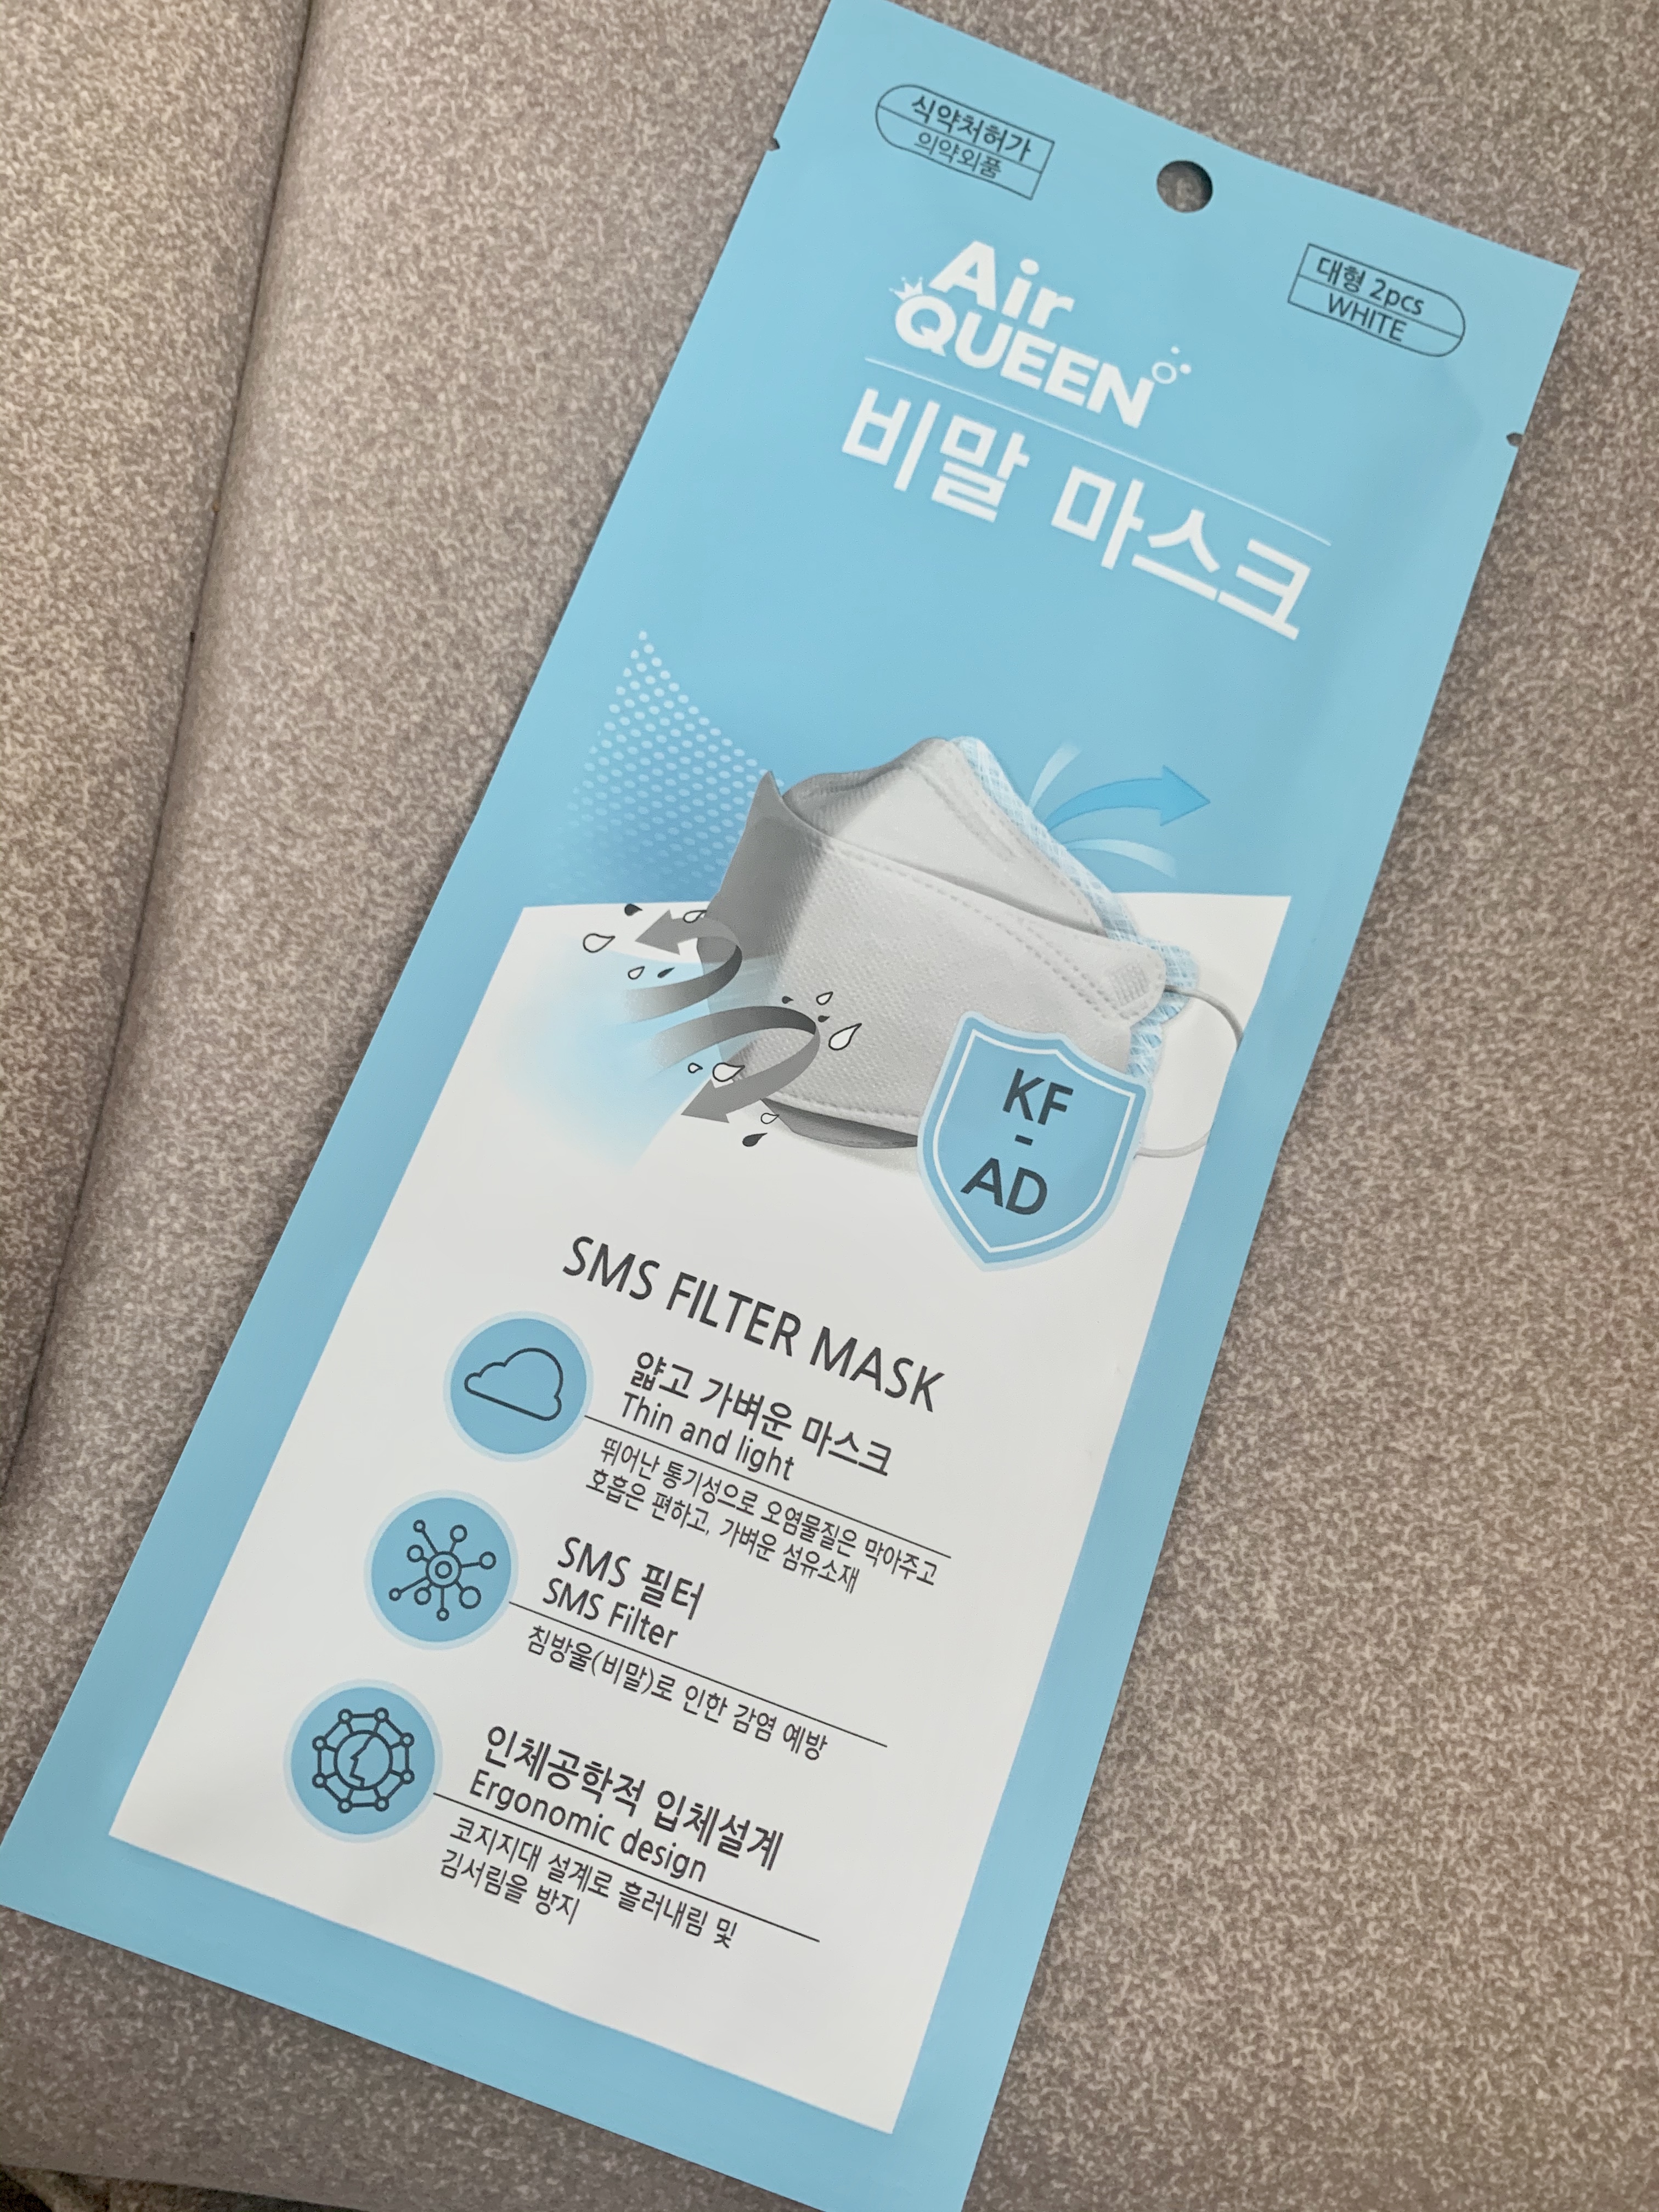 식약처허가
의약외품
대형 2pcs
WHITE
Air
QUEEN
비말 마스크
KF
-
AD
SMS FILTER MASK
얇고 가벼운 마스크
Thin and light
뛰어난 통기성으로 오염물질은 막아주고
호흡은 편하고, 가벼운 섬유소재
SMS 필터
SMS Filter
침방울(비말)로 인한 감염 예방
인체공학적 입체설계
Ergonomic design
코지지대 설계로 흘러내림 및
김서림을 방지